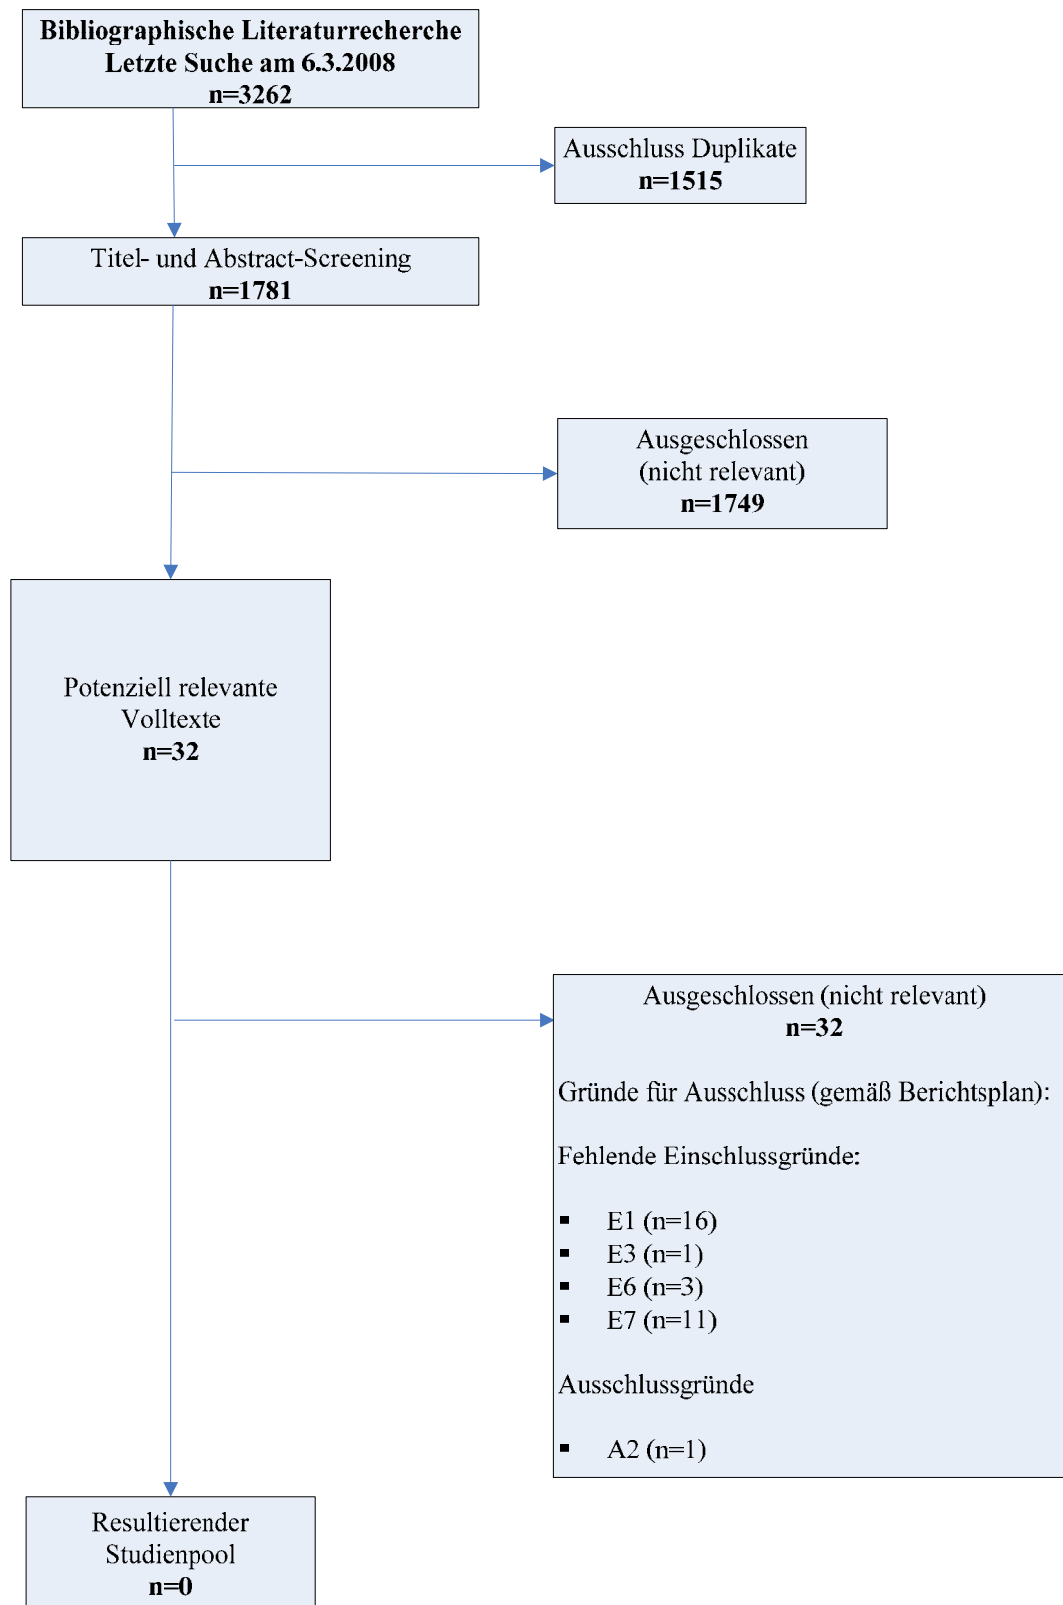 Bibliographische Literaturrecherche
Letzte Suche am 6.3.2008
n=3262
Ausschluss Duplikate
n=1515
Titel- und Abstract-Screening
n=1781
Ausgeschlossen
(nicht relevant)
n=1749
Potenziell relevante
Volltexte
n=32
Ausgeschlossen (nicht relevant)
n=32
Gründe für Ausschluss (gemäß Berichtsplan):
Fehlende Einschlussgründe:
▪ E1 (n=16)
▪ E3 (n=1)
▪ E6 (n=3)
▪ E7 (n=11)
Ausschlussgründe
▪ A2 (n=1)
Resultierender
Studienpool
n=0